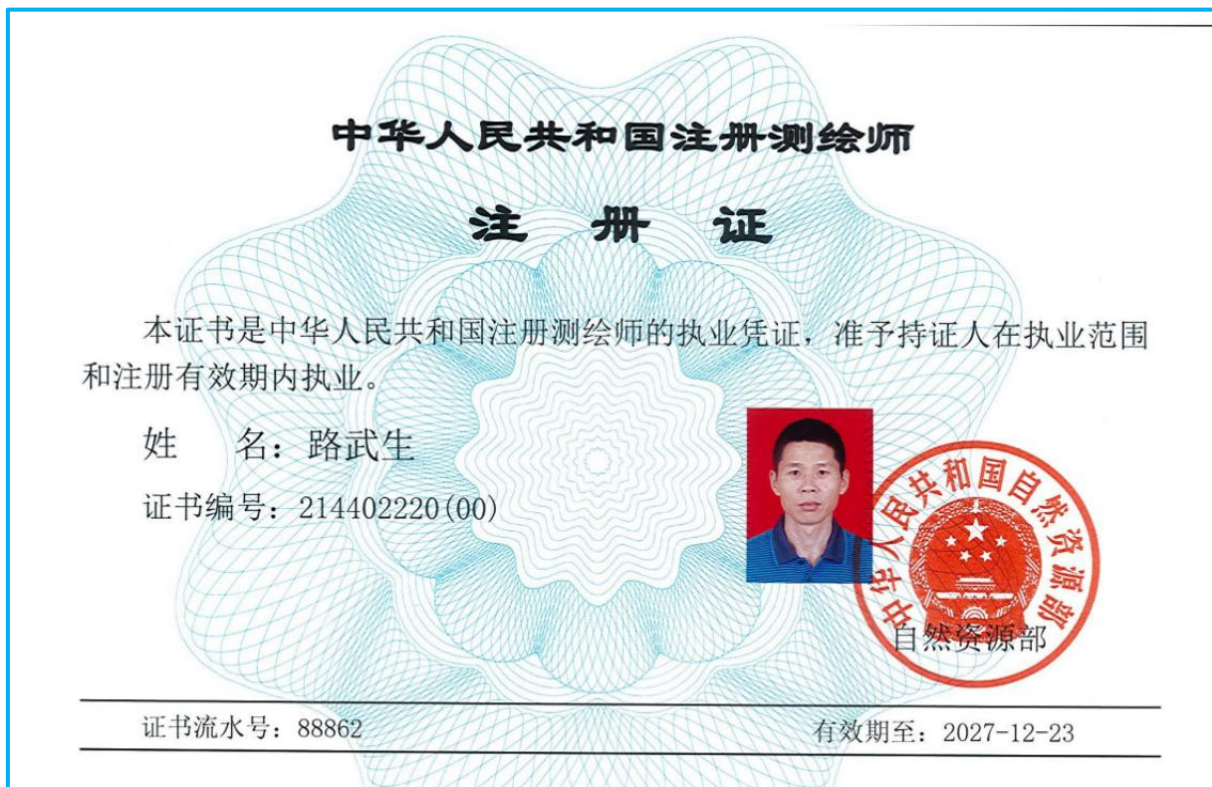 中华人民共和国注册测绘师
注 册 证
本证书是中华人民共和国注册测绘师的执业凭证，准予持证人在执业范围
和注册有效期内执业。
姓 名：路武生
证书编号：214402220(00)
中华人民共和国自然资源部
自然资源部
证书流水号：88862
有效期至：2027-12-23